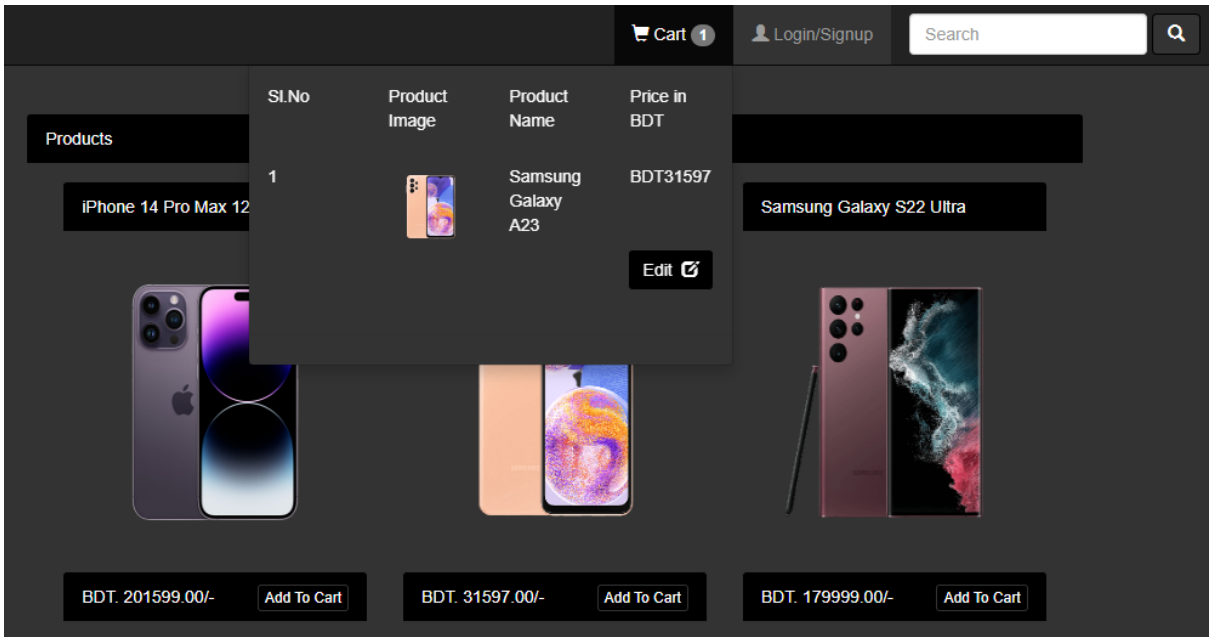 Cart 1
Login/Signup
Search
Sl.No
Product Image
Product Name
Price in BDT
1
Samsung Galaxy A23
BDT31597
Edit
Products
iPhone 14 Pro Max 12
Samsung Galaxy S22 Ultra
BDT. 201599.00/-
Add To Cart
BDT. 31597.00/-
Add To Cart
BDT. 179999.00/-
Add To Cart